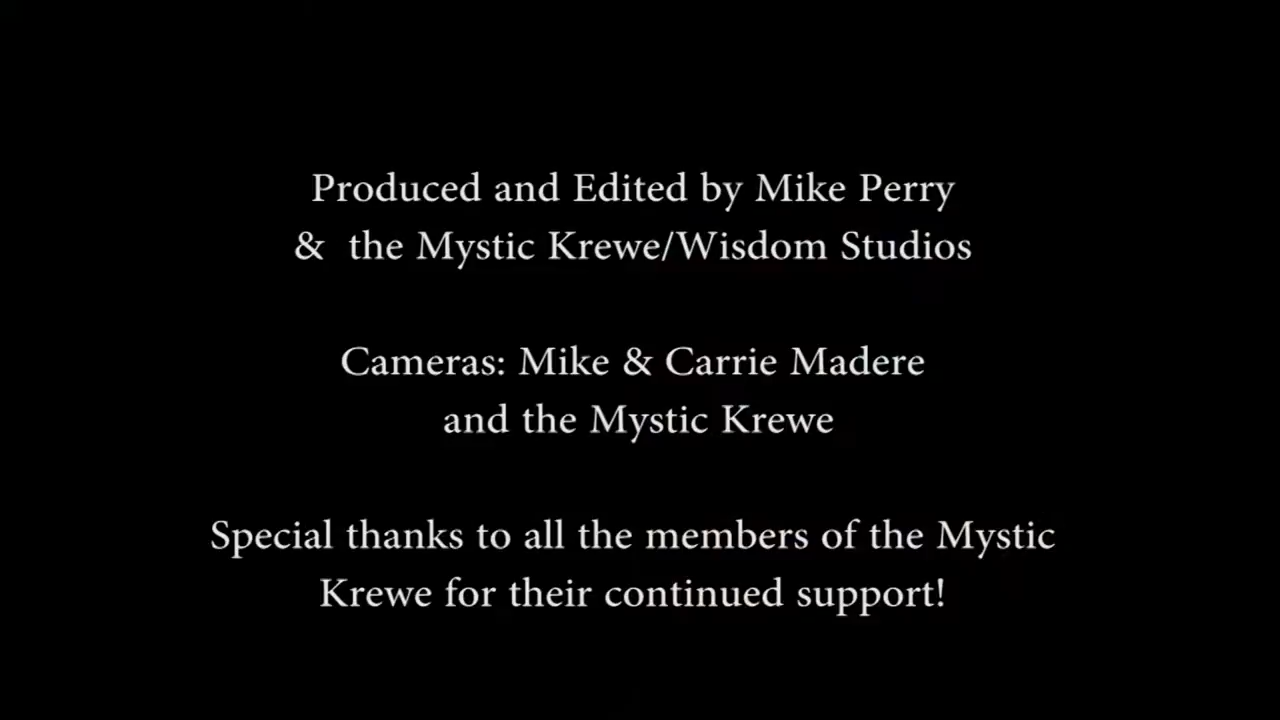 Produced and Edited by Mike Perry
&  the Mystic Krewe/Wisdom Studios
Cameras: Mike & Carrie Madere
and the Mystic Krewe
Special thanks to all the members of the Mystic
Krewe for their continued support!